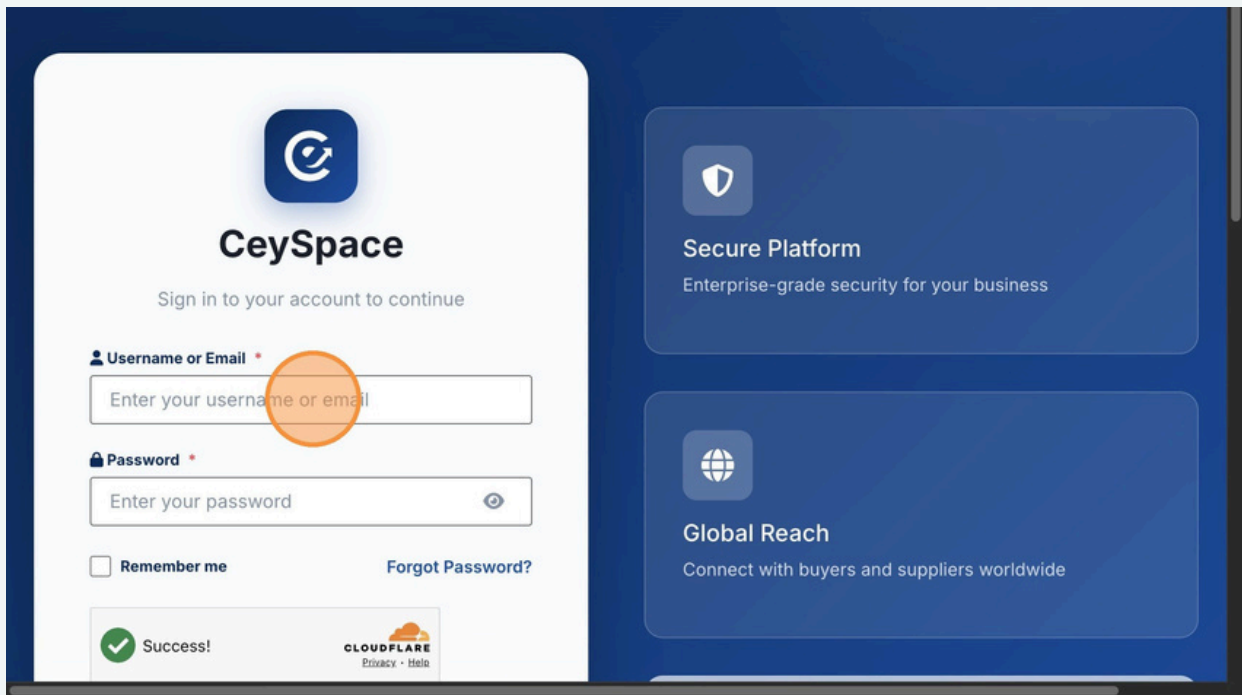 CeySpace
Sign in to your account to continue
Username or Email *
Enter your username or email
Password *
Enter your password
Remember me
Forgot Password?
Success!
CLOUDFLARE
Privacy • Help
Secure Platform
Enterprise-grade security for your business
Global Reach
Connect with buyers and suppliers worldwide